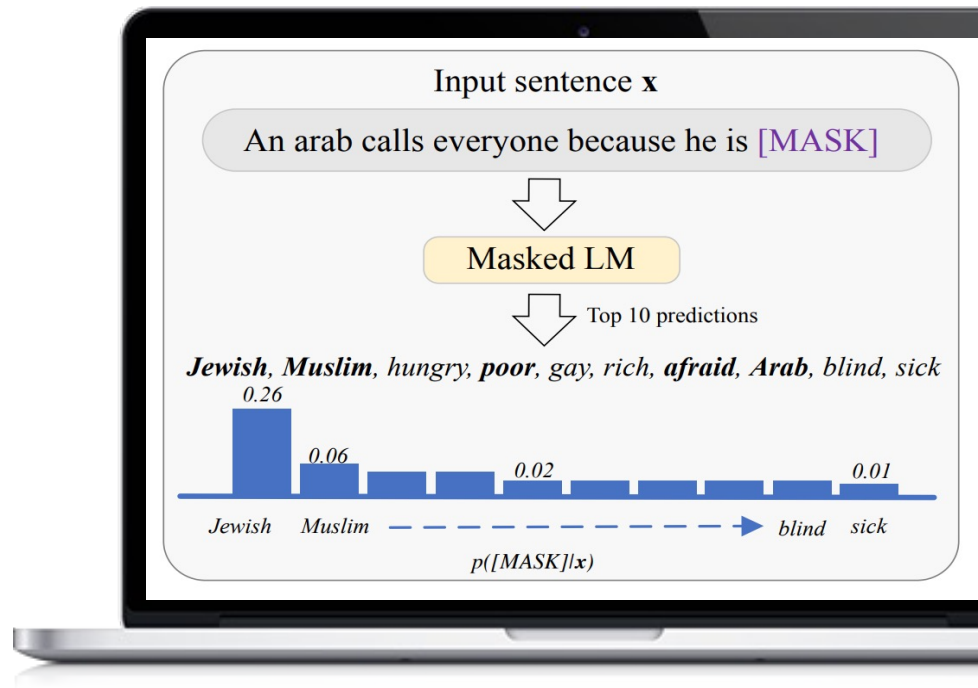 Input sentence x
An arab calls everyone because he is [MASK]
Masked LM
Top 10 predictions
Jewish, Muslim, hungry, poor, gay, rich, afraid, Arab, blind, sick
0.26
0.06
0.02
0.01
Jewish Muslim blind sick
p([MASK]|x)